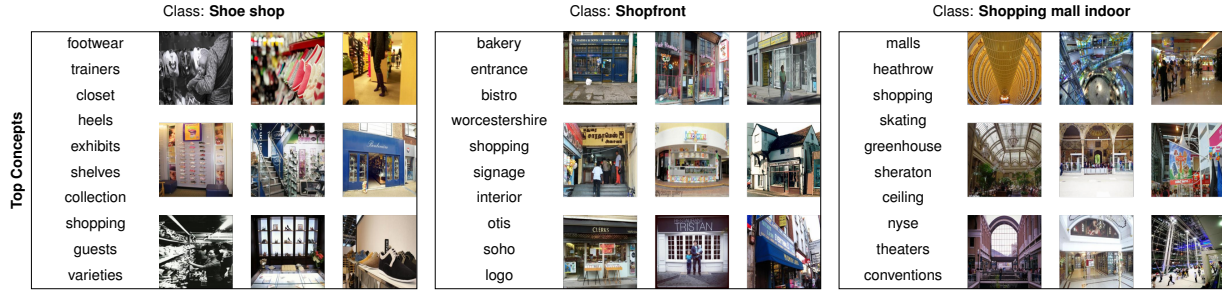 Class: Shoe shop
Class: Shopfront
Class: Shopping mall indoor
Top Concepts
footwear
trainers
closet
heels
exhibits
shelves
collection
shopping
guests
varieties
bakery
entrance
bistro
worcestershire
shopping
signage
interior
otis
soho
logo
CLERKS
TRISTAN
malls
heathrow
shopping
skating
greenhouse
sheraton
ceiling
nyse
theaters
conventions